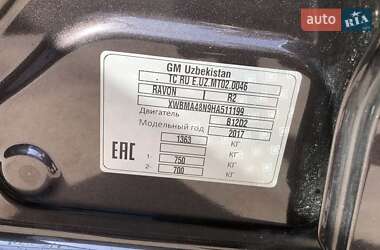 auto RIA
GM Uzbekistan
TC RU E.UZ.MT02.0046
RAVON R2
XWBMA48N9HA511199
Двигатель B12D2
Модельный год 2017
1363 КГ
КГ
1- 750 КГ
2- 700 КГ
EAC